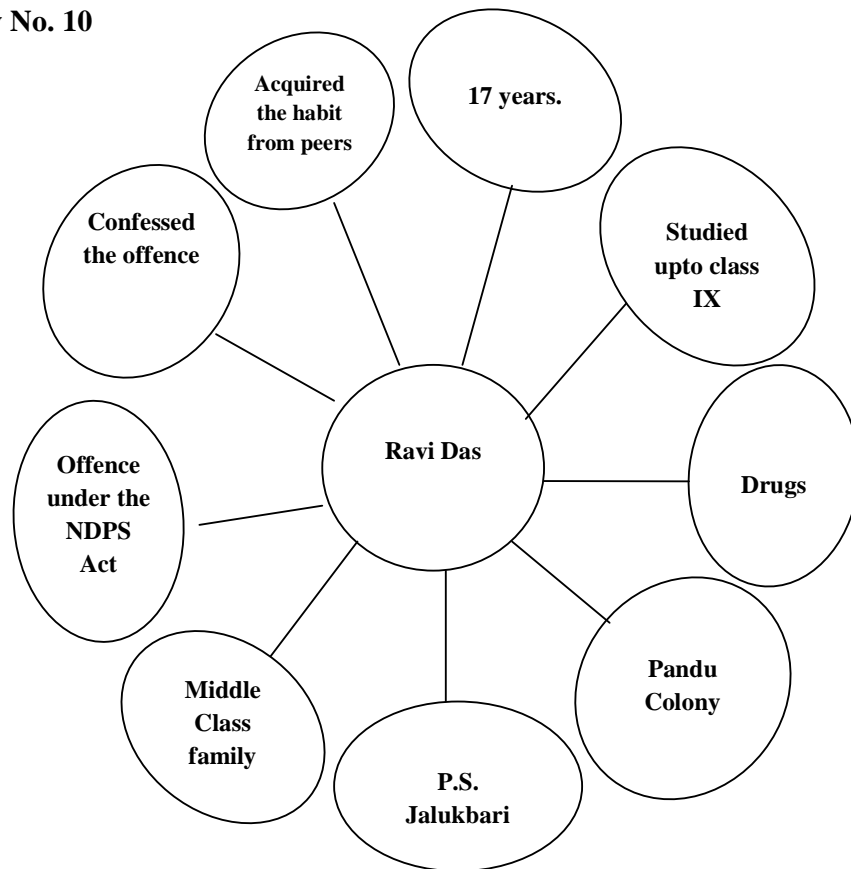 No. 10
Acquired
the habit
from peers
17 years.
Confessed
the offence
Studied
upto class
IX
Ravi Das
Offence
under the
NDPS
Act
Drugs
Middle
Class
family
Pandu
Colony
P.S.
Jalukbari